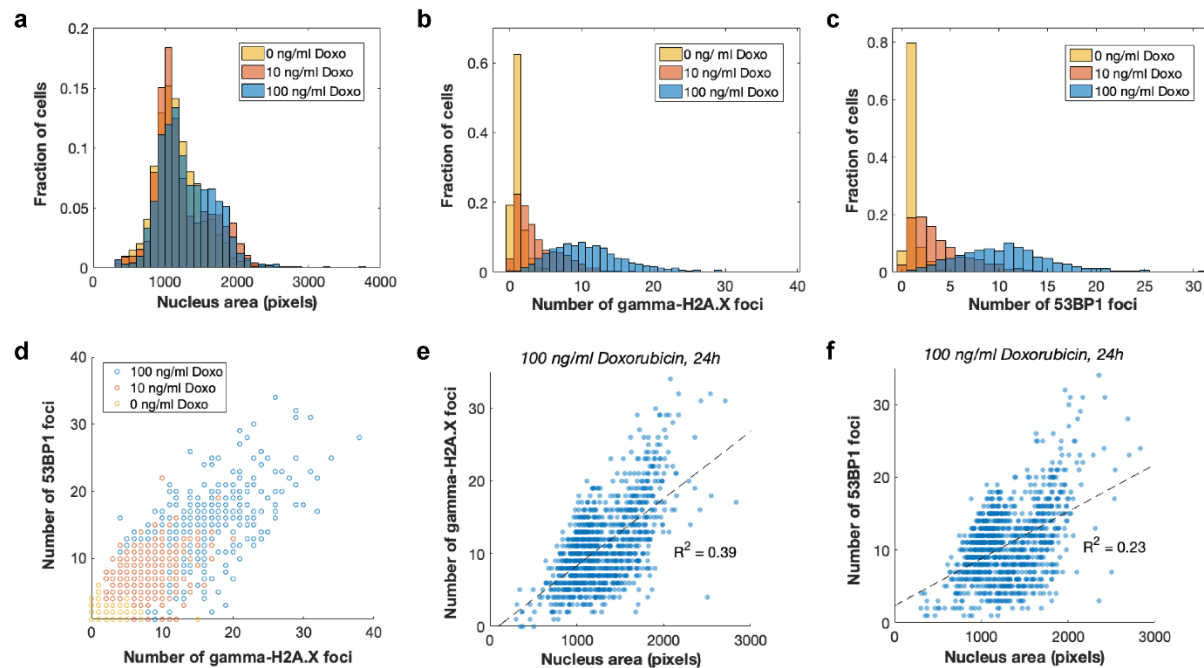 a
0.2
0.15
0.1
0.05
0
Fraction of cells
0 ng/ml Doxo
10 ng/ml Doxo
100 ng/ml Doxo
0
1000
2000
3000
4000
Nucleus area (pixels)
b
0.6
0.4
0.2
0
Fraction of cells
0 ng/ ml Doxo
10 ng/ml Doxo
100 ng/ml Doxo
0
10
20
30
40
Number of gamma-H2A.X foci
c
0.8
0.6
0.4
0.2
0
Fraction of cells
0 ng/ml Doxo
10 ng/ml Doxo
100 ng/ml Doxo
0
5
10
15
20
25
30
Number of 53BP1 foci
d
40
30
20
10
Number of 53BP1 foci
100 ng/ml Doxo
10 ng/ml Doxo
0 ng/ml Doxo
0
10
20
30
40
Number of gamma-H2A.X foci
e
100 ng/ml Doxorubicin, 24h
30
20
10
0
Number of gamma-H2A.X foci
R² = 0.39
1000
2000
3000
Nucleus area (pixels)
f
100 ng/ml Doxorubicin, 24h
30
20
10
0
Number of 53BP1 foci
R² = 0.23
0
1000
2000
3000
Nucleus area (pixels)